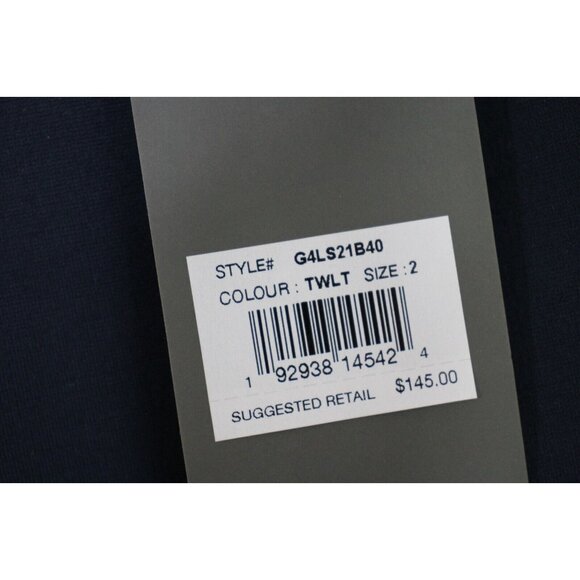 STYLE# G4LS21B40
COLOUR : TWLT SIZE : 2
1 92938 14542 4
SUGGESTED RETAIL $145.00